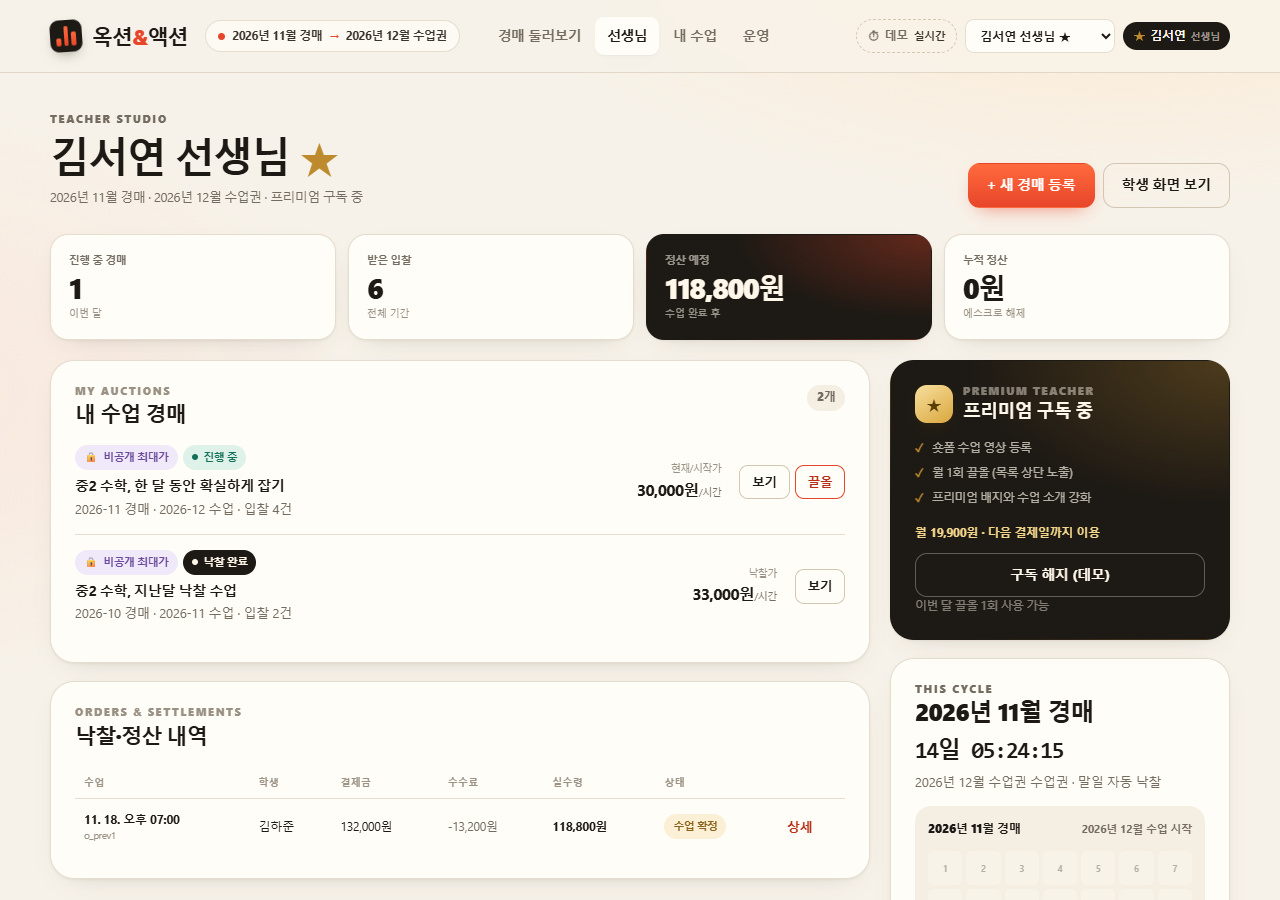 옥션&액션
2026년 11월 경매 → 2026년 12월 수업권
경매 둘러보기
선생님
내 수업
운영
⏱ 데모 실시간
김서연 선생님 ★
★ 김서연 선생님
TEACHER STUDIO
김서연 선생님 ★
2026년 11월 경매 · 2026년 12월 수업권 · 프리미엄 구독 중
+ 새 경매 등록
학생 화면 보기
진행 중 경매
1
이번 달
받은 입찰
6
전체 기간
정산 예정
118,800원
수업 완료 후
누적 정산
0원
에스크로 해제
MY AUCTIONS
내 수업 경매
2개
비공개 최대가
진행 중
중2 수학, 한 달 동안 확실하게 잡기
2026-11 경매 · 2026-12 수업 · 입찰 4건
현재/시작가
30,000원/시간
보기
끌올
비공개 최대가
낙찰 완료
중2 수학, 지난달 낙찰 수업
2026-10 경매 · 2026-11 수업 · 입찰 2건
낙찰가
33,000원/시간
보기
ORDERS & SETTLEMENTS
낙찰·정산 내역
수업 학생 결제금 수수료 실수령 상태
11. 18. 오후 07:00 김하준 132,000원 -13,200원 118,800원 수업 확정 상세
o_prev1
★
PREMIUM TEACHER
프리미엄 구독 중
✓ 숏폼 수업 영상 등록
✓ 월 1회 끌올 (목록 상단 노출)
✓ 프리미엄 배지와 수업 소개 강화
월 19,900원 · 다음 결제일까지 이용
구독 해지 (데모)
이번 달 끌올 1회 사용 가능
THIS CYCLE
2026년 11월 경매
14일 05:24:15
2026년 12월 수업권 수업권 · 말일 자동 낙찰
2026년 11월 경매
2026년 12월 수업 시작
1 2 3 4 5 6 7